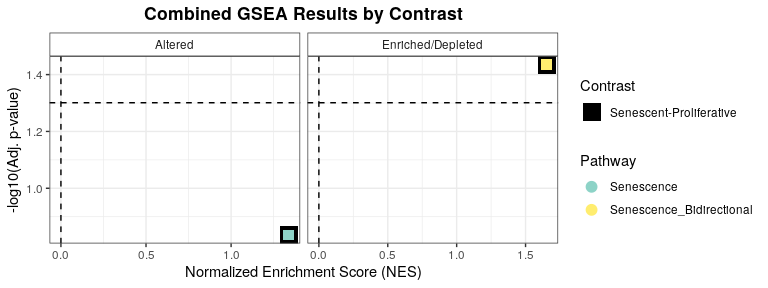 Combined GSEA Results by Contrast
Altered
Enriched/Depleted
1.4
1.2
1.0
-log10(Adj. p-value)
0.0 0.5 1.0
0.0 0.5 1.0 1.5
Normalized Enrichment Score (NES)
Contrast
Senescent-Proliferative
Pathway
Senescence
Senescence_Bidirectional